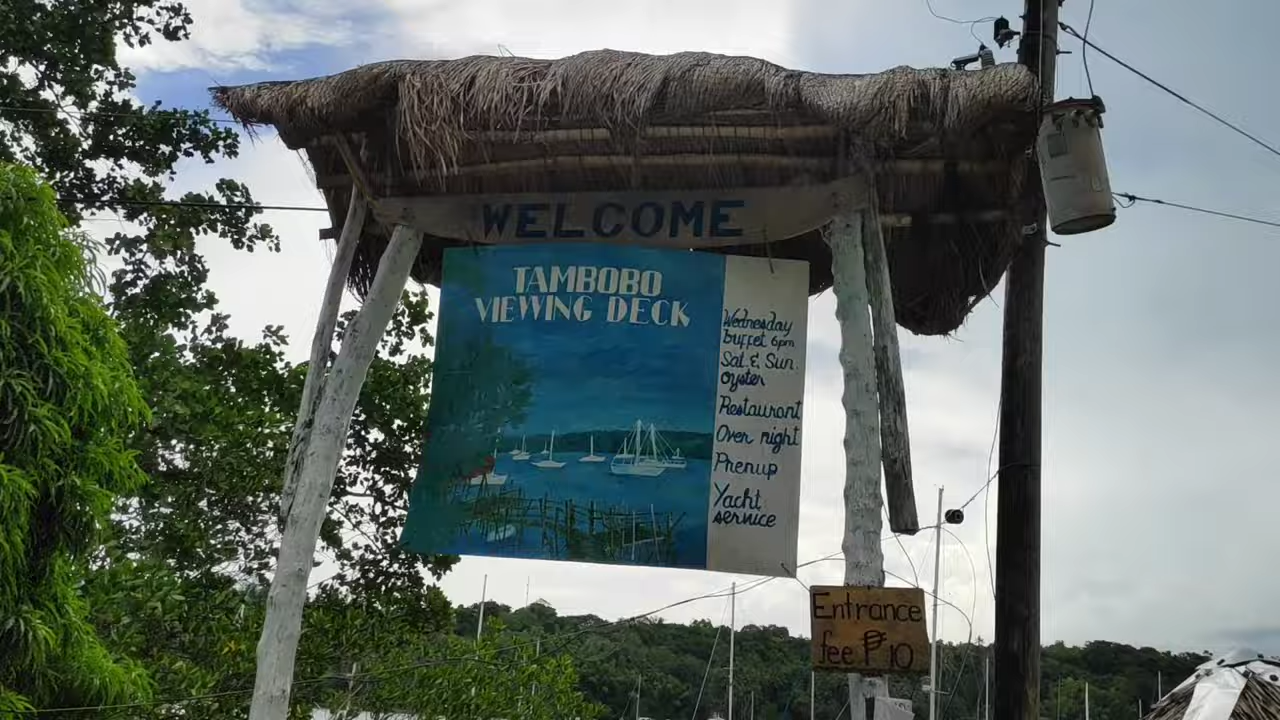 WELCOME
TAMBOBO
VIEWING DECK
Wednesday
buffet 6pm
Sat. & Sun.
oyster
Restaurant
Over night
Prenup
Yacht
service
Entrance
fee ₱10